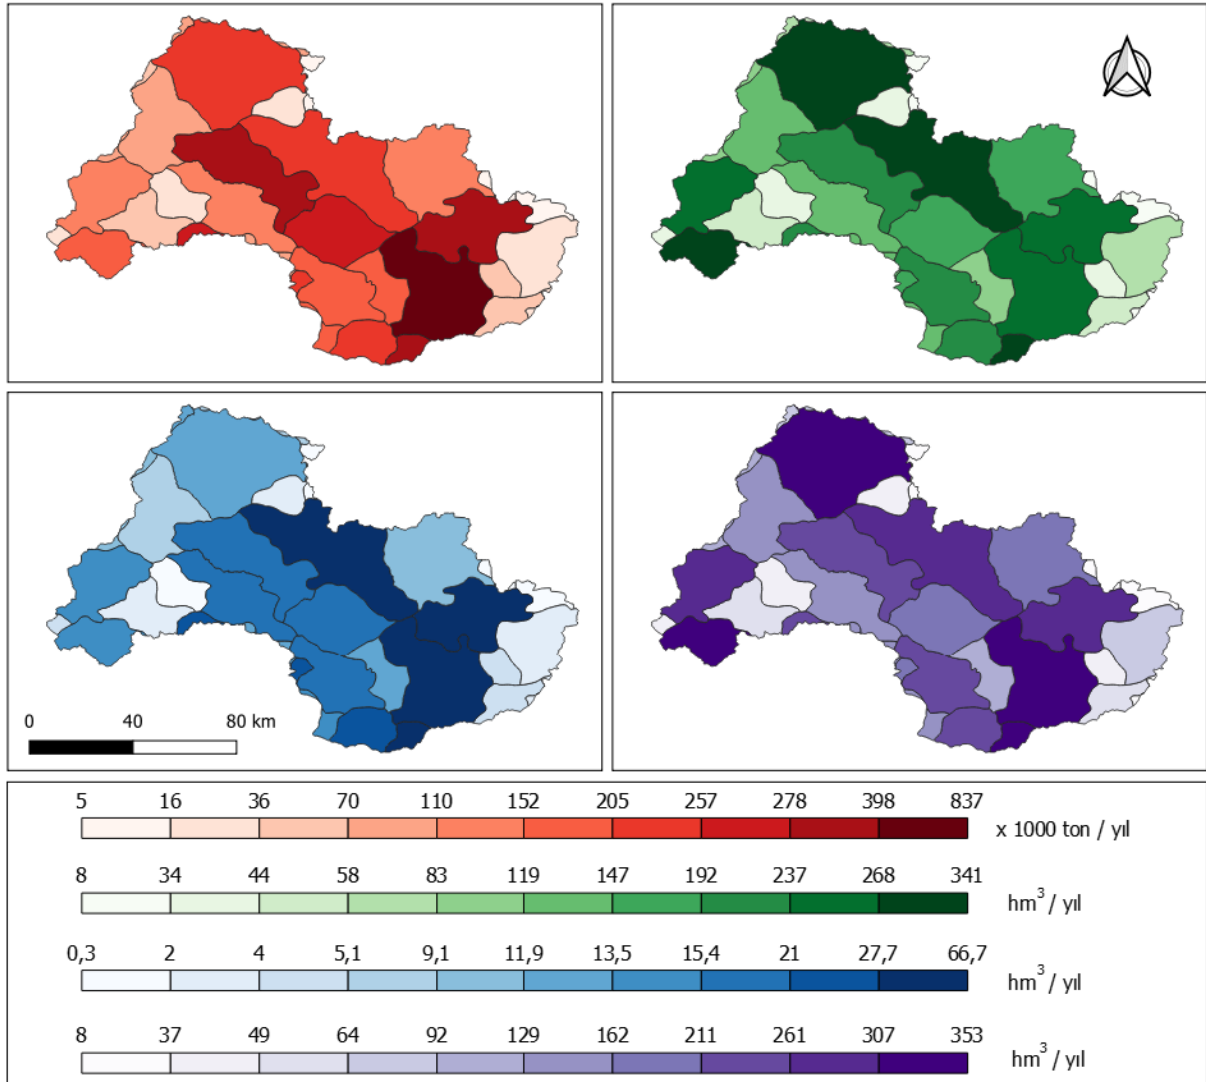 0 40 80 km
5 16 36 70 110 152 205 257 278 398 837
x 1000 ton / yıl
8 34 44 58 83 119 147 192 237 268 341
hm³ / yıl
0,3 2 4 5,1 9,1 11,9 13,5 15,4 21 27,7 66,7
hm³ / yıl
8 37 49 64 92 129 162 211 261 307 353
hm³ / yıl